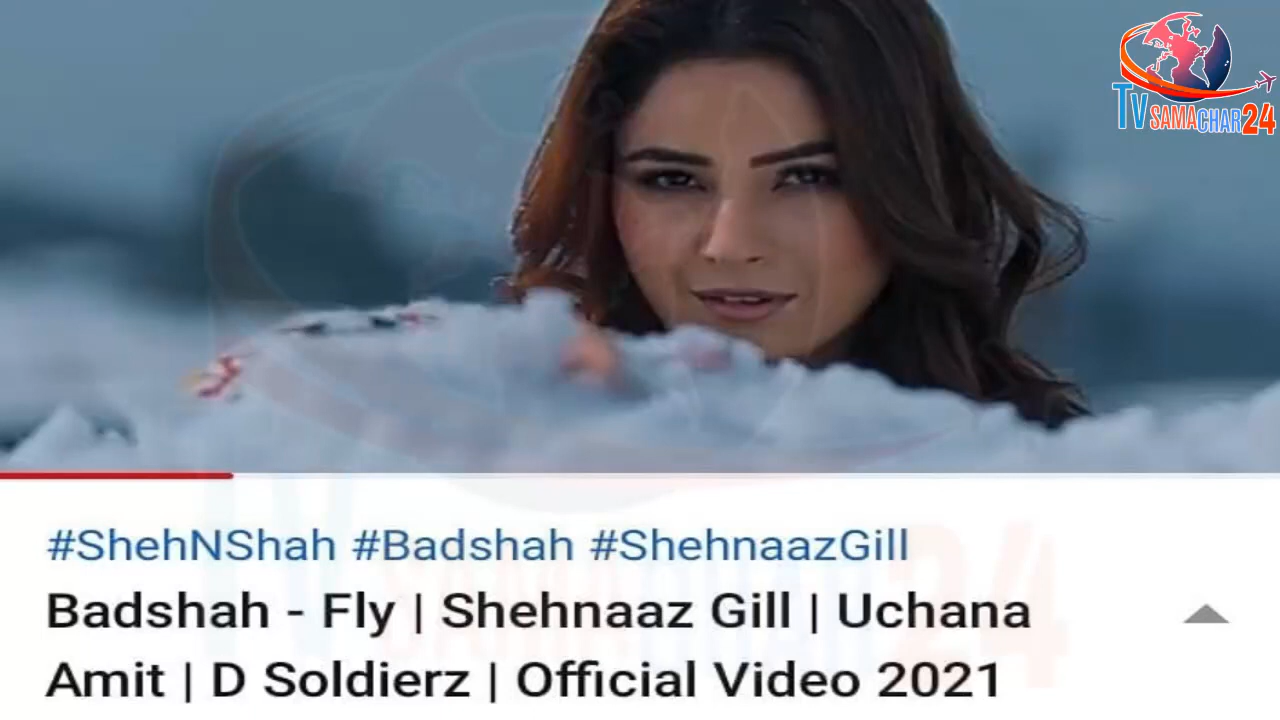 TV SAMACHAR24
#ShehNShah #Badshah #ShehnaazGill
Badshah - Fly | Shehnaaz Gill | Uchana
Amit | D Soldierz | Official Video 2021